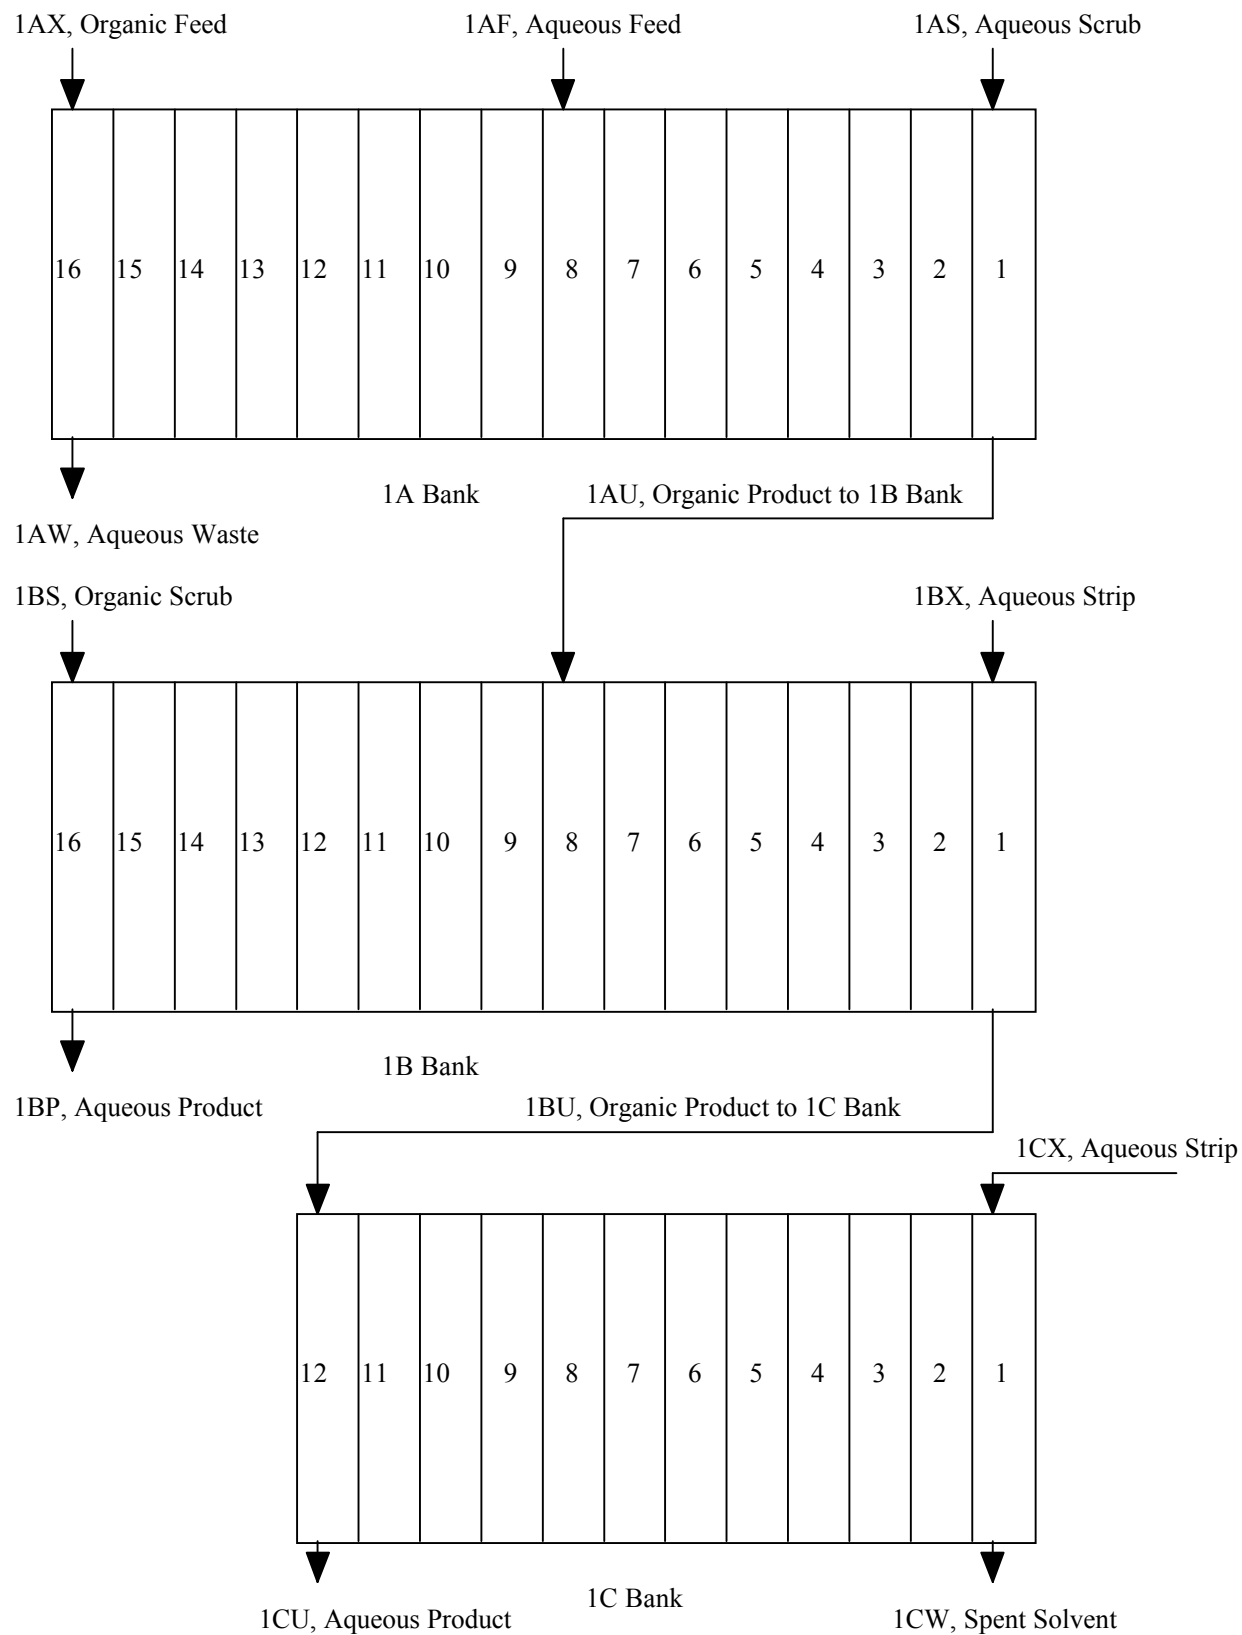 1AX, Organic Feed 1AF, Aqueous Feed 1AS, Aqueous Scrub
16 15 14 13 12 11 10 9 8 7 6 5 4 3 2 1
1A Bank 1AU, Organic Product to 1B Bank
1AW, Aqueous Waste
1BS, Organic Scrub 1BX, Aqueous Strip
16 15 14 13 12 11 10 9 8 7 6 5 4 3 2 1
1B Bank
1BP, Aqueous Product 1BU, Organic Product to 1C Bank
1CX, Aqueous Strip
12 11 10 9 8 7 6 5 4 3 2 1
1C Bank
1CU, Aqueous Product 1CW, Spent Solvent